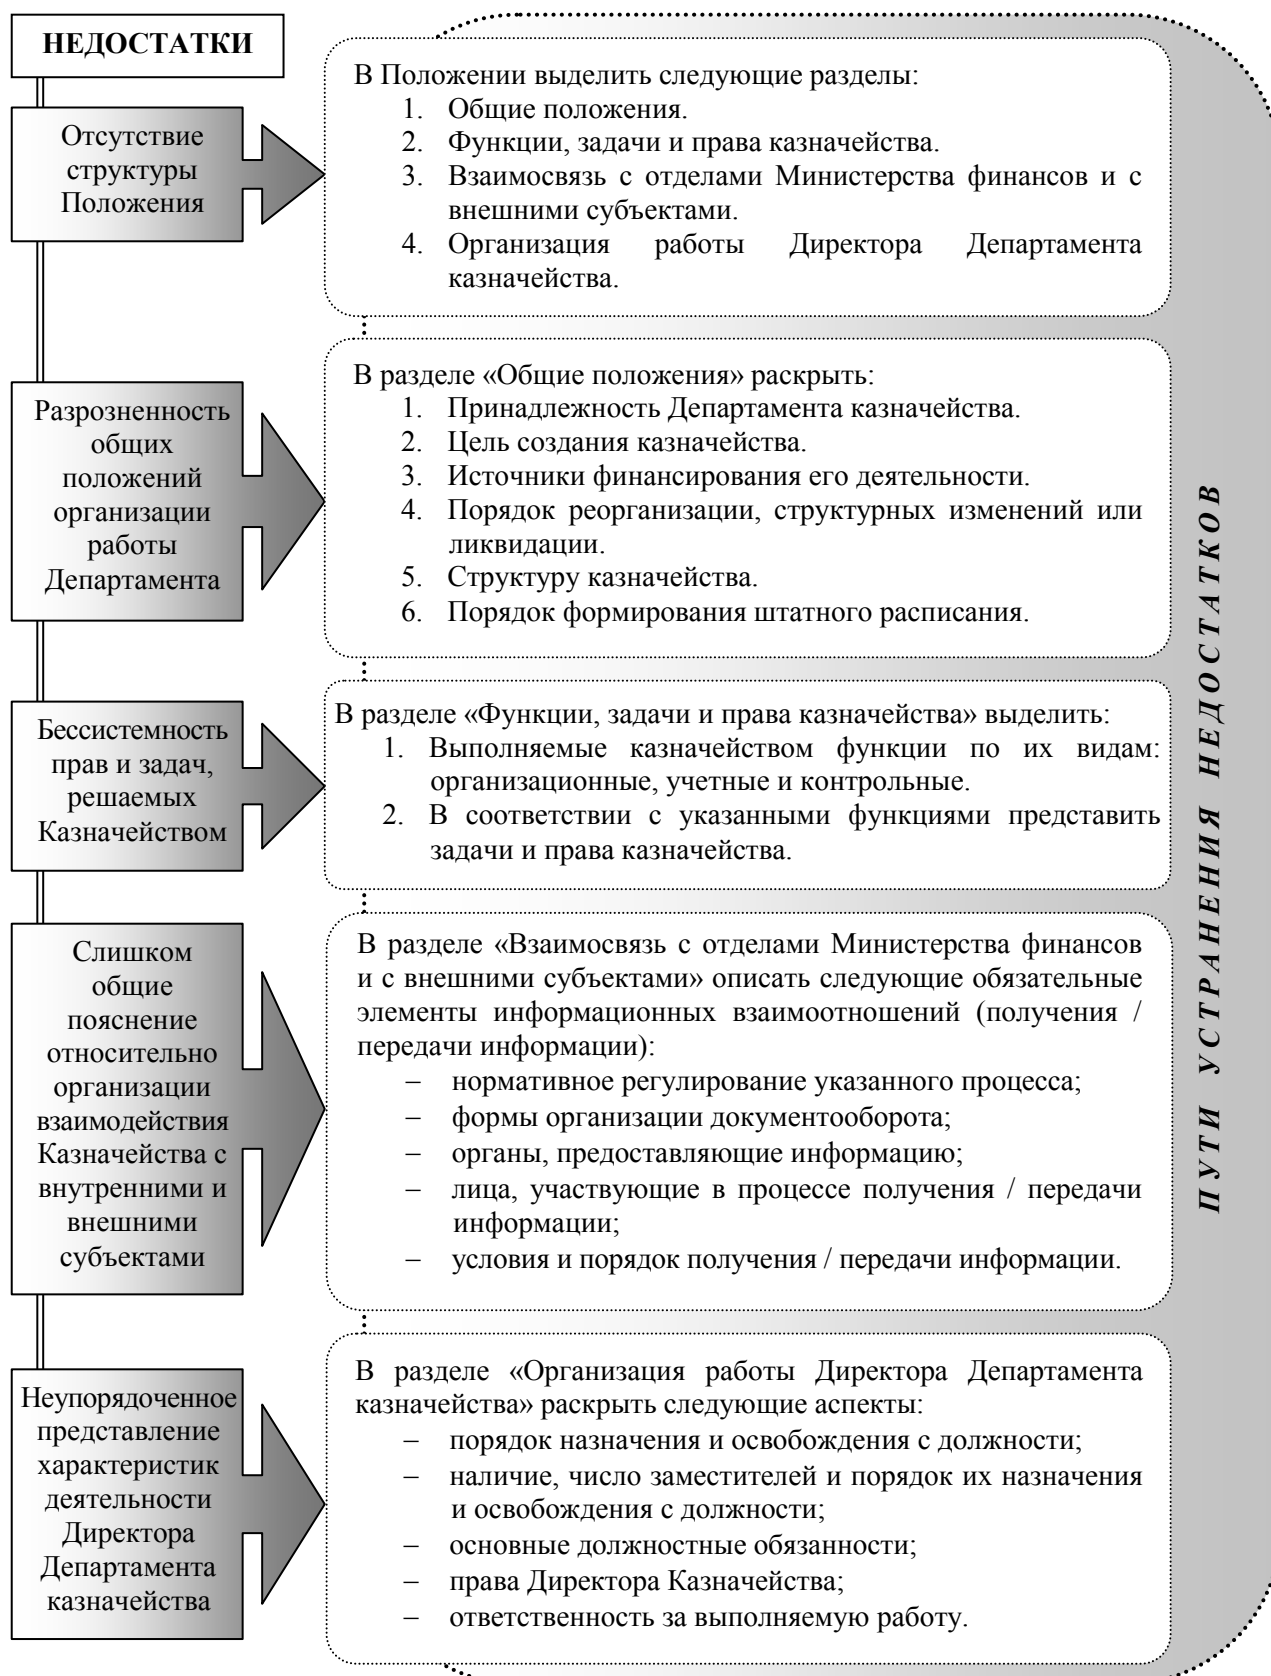 НЕДОСТАТКИ
Отсутствие
структуры
Положения
В Положении выделить следующие разделы:
1. Общие положения.
2. Функции, задачи и права казначейства.
3. Взаимосвязь с отделами Министерства финансов и с
внешними субъектами.
4. Организация работы Директора Департамента
казначейства.
Разрозненность
общих
положений
организации
работы
Департамента
В разделе «Общие положения» раскрыть:
1. Принадлежность Департамента казначейства.
2. Цель создания казначейства.
3. Источники финансирования его деятельности.
4. Порядок реорганизации, структурных изменений или
ликвидации.
5. Структуру казначейства.
6. Порядок формирования штатного расписания.
Бессистемность
прав и задач,
решаемых
Казначейством
В разделе «Функции, задачи и права казначейства» выделить:
1. Выполняемые казначейством функции по их видам:
организационные, учетные и контрольные.
2. В соответствии с указанными функциями представить
задачи и права казначейства.
Слишком
общие
пояснение
относительно
организации
взаимодействия
Казначейства с
внутренними и
внешними
субъектами
В разделе «Взаимосвязь с отделами Министерства финансов
и с внешними субъектами» описать следующие обязательные
элементы информационных взаимоотношений (получения /
передачи информации):
– нормативное регулирование указанного процесса;
– формы организации документооборота;
– органы, предоставляющие информацию;
– лица, участвующие в процессе получения / передачи
информации;
– условия и порядок получения / передачи информации.
Неупорядоченное
представление
характеристик
деятельности
Директора
Департамента
казначейства
В разделе «Организация работы Директора Департамента
казначейства» раскрыть следующие аспекты:
– порядок назначения и освобождения с должности;
– наличие, число заместителей и порядок их назначения
и освобождения с должности;
– основные должностные обязанности;
– права Директора Казначейства;
– ответственность за выполняемую работу.
ПУТИ УСТРАНЕНИЯ НЕДОСТАТКОВ